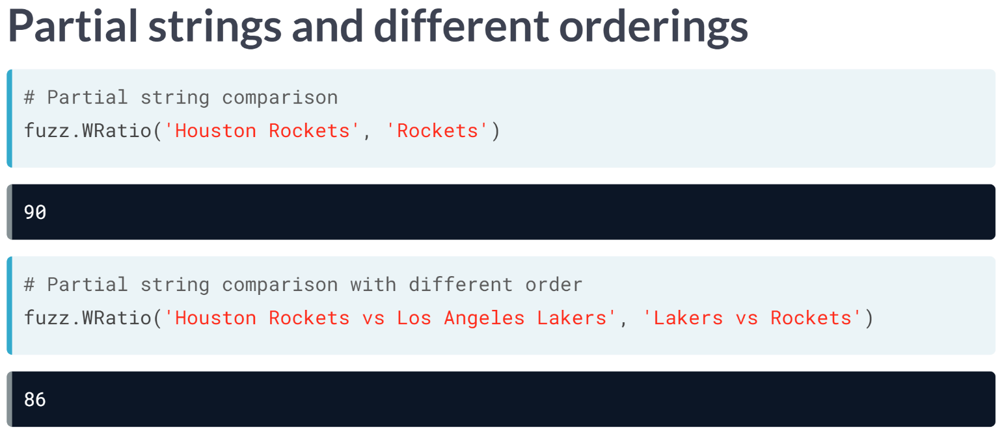 Partial strings and different orderings
# Partial string comparison
fuzz.WRatio('Houston Rockets', 'Rockets')
90
# Partial string comparison with different order
fuzz.WRatio('Houston Rockets vs Los Angeles Lakers', 'Lakers vs Rockets')
86